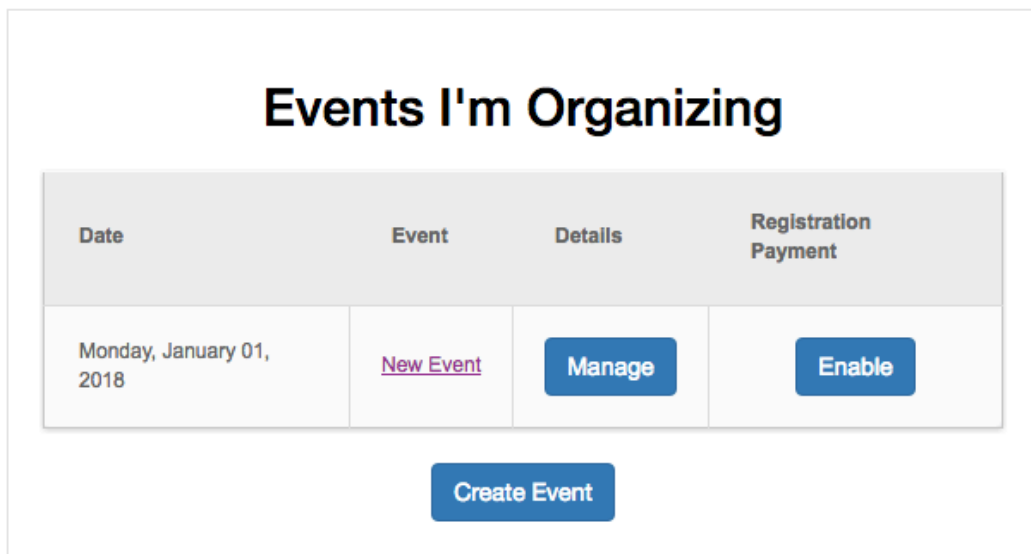 Events I'm Organizing
Date
Event
Details
Registration
Payment
Monday, January 01,
2018
New Event
Manage
Enable
Create Event